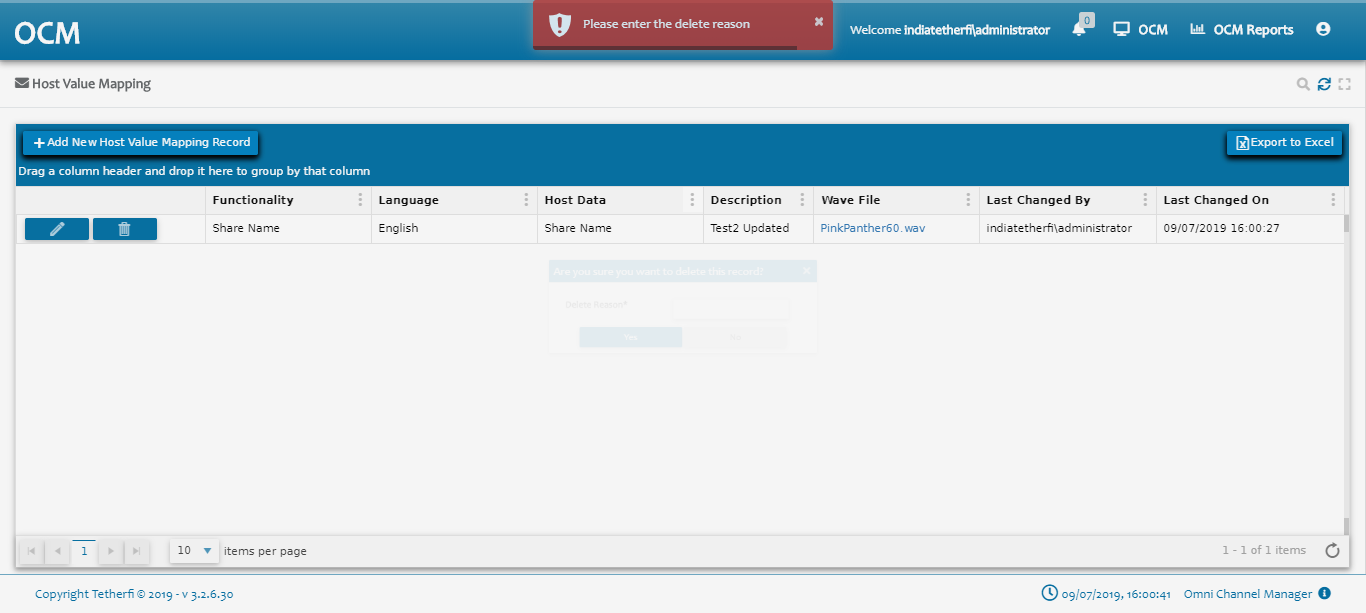 OCM
Please enter the delete reason
Welcome indiatetherfi\administrator
0
OCM
OCM Reports
Host Value Mapping
Add New Host Value Mapping Record
Export to Excel
Drag a column header and drop it here to group by that column
Functionality Language Host Data Description Wave File Last Changed By Last Changed On
Share Name English Share Name Test2 Updated PinkPanther60.wav indiatetherfi\administrator 09/07/2019 16:00:27
Are you sure you want to delete this record?
Delete Reason*
Yes
1
10 items per page
1 - 1 of 1 items
Copyright Tetherfi © 2019 - v 3.2.6.30
09/07/2019, 16:00:41 Omni Channel Manager